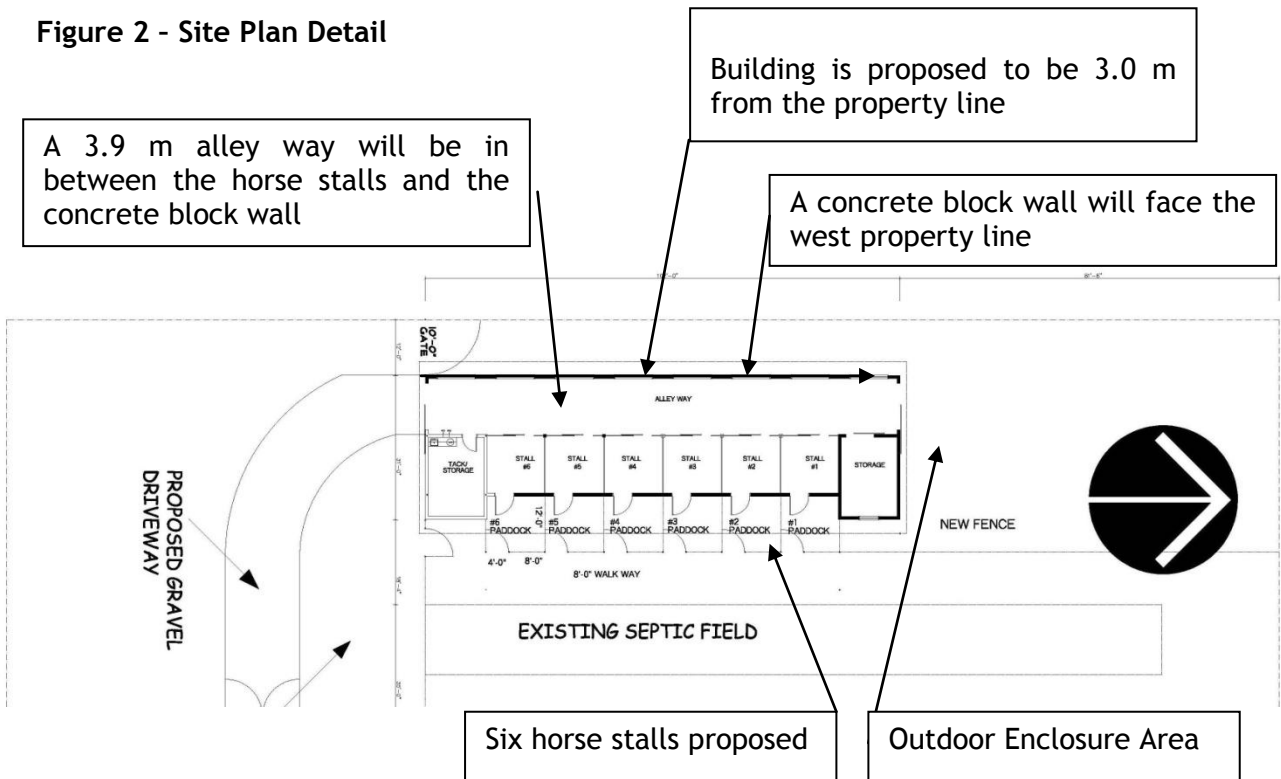 Figure 2 – Site Plan Detail
Building is proposed to be 3.0 m
from the property line
A 3.9 m alley way will be in
between the horse stalls and the
concrete block wall
A concrete block wall will face the
west property line
10'-0"
GATE
ALLEY WAY
TACK/
STORAGE
STALL
#6
STALL
#5
STALL
#4
STALL
#3
STALL
#2
STALL
#1
STORAGE
PROPOSED GRAVEL
DRIVEWAY
12'-0"
#6
PADDOCK
#5
PADDOCK
#4
PADDOCK
#3
PADDOCK
#2
PADDOCK
#1
PADDOCK
NEW FENCE
4'-0"
8'-0"
8'-0" WALK WAY
EXISTING SEPTIC FIELD
Six horse stalls proposed
Outdoor Enclosure Area